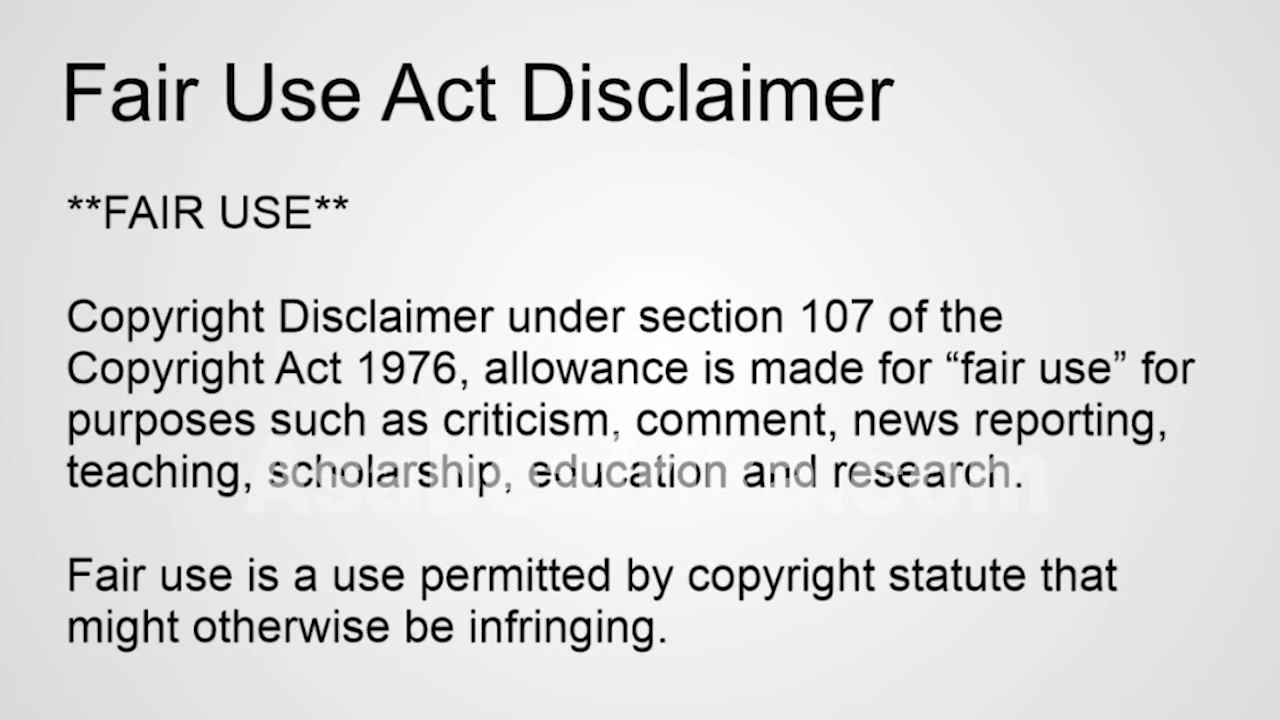 Fair Use Act Disclaimer
**FAIR USE**
Copyright Disclaimer under section 107 of the
Copyright Act 1976, allowance is made for “fair use” for
purposes such as criticism, comment, news reporting,
teaching, scholarship, education and research.
Fair use is a use permitted by copyright statute that
might otherwise be infringing.